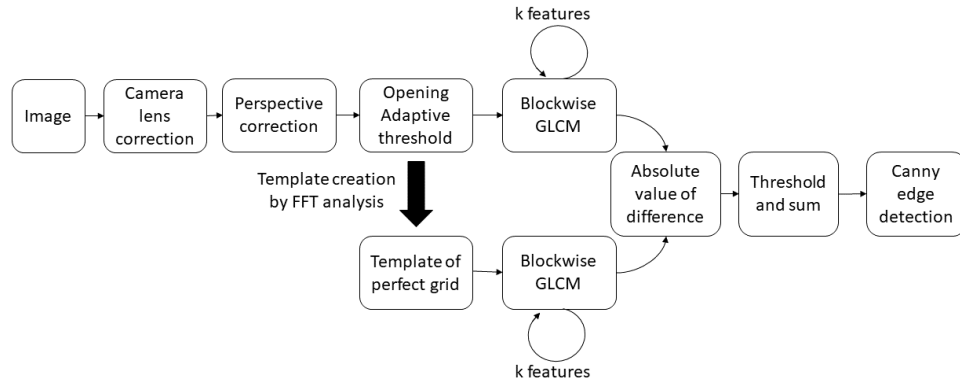 k features
Image
Camera
lens
correction
Perspective
correction
Opening
Adaptive
threshold
Blockwise
GLCM
Template creation
by FFT analysis
Absolute
value of
difference
Threshold
and sum
Canny
edge
detection
Template of
perfect grid
Blockwise
GLCM
k features